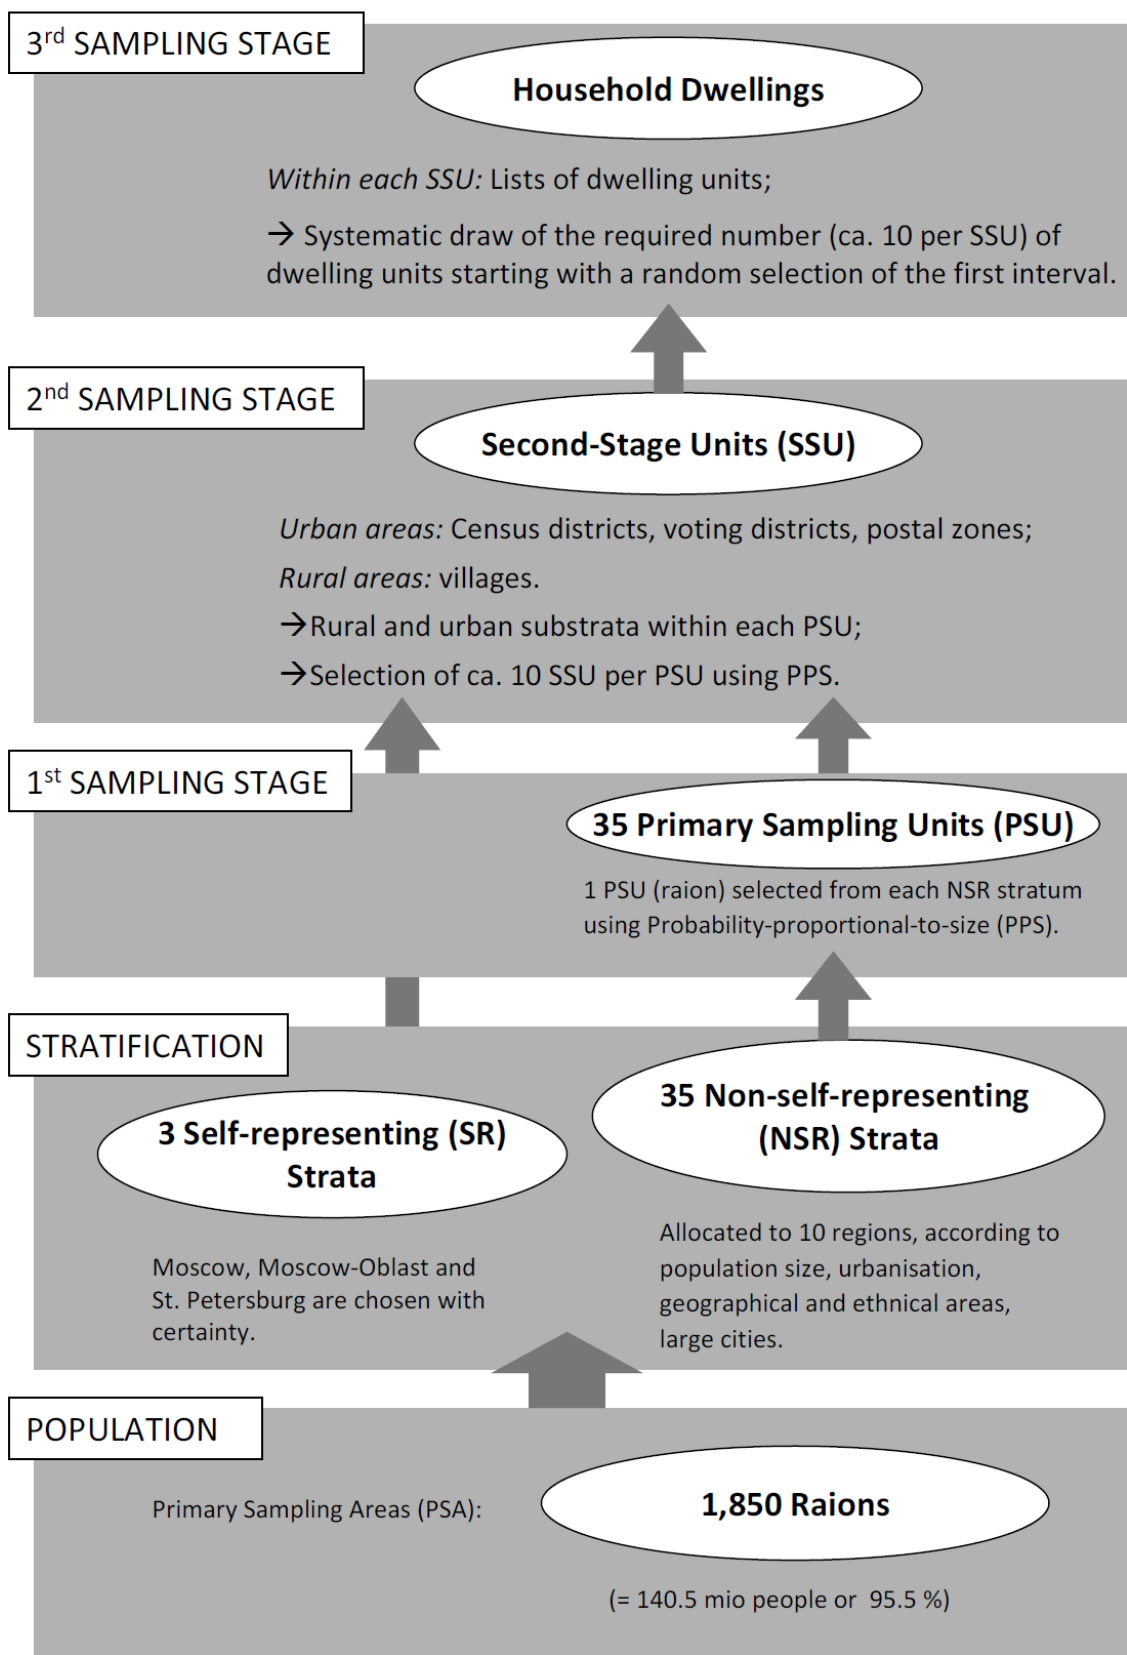 3rd SAMPLING STAGE
Household Dwellings
Within each SSU: Lists of dwelling units;
→ Systematic draw of the required number (ca. 10 per SSU) of
dwelling units starting with a random selection of the first interval.
2nd SAMPLING STAGE
Second-Stage Units (SSU)
Urban areas: Census districts, voting districts, postal zones;
Rural areas: villages.
→Rural and urban substrata within each PSU;
→Selection of ca. 10 SSU per PSU using PPS.
1st SAMPLING STAGE
35 Primary Sampling Units (PSU)
1 PSU (raion) selected from each NSR stratum
using Probability-proportional-to-size (PPS).
STRATIFICATION
3 Self-representing (SR)
Strata
Moscow, Moscow-Oblast and
St. Petersburg are chosen with
certainty.
35 Non-self-representing
(NSR) Strata
Allocated to 10 regions, according to
population size, urbanisation,
geographical and ethnical areas,
large cities.
POPULATION
Primary Sampling Areas (PSA):
1,850 Raions
(= 140.5 mio people or 95.5 %)